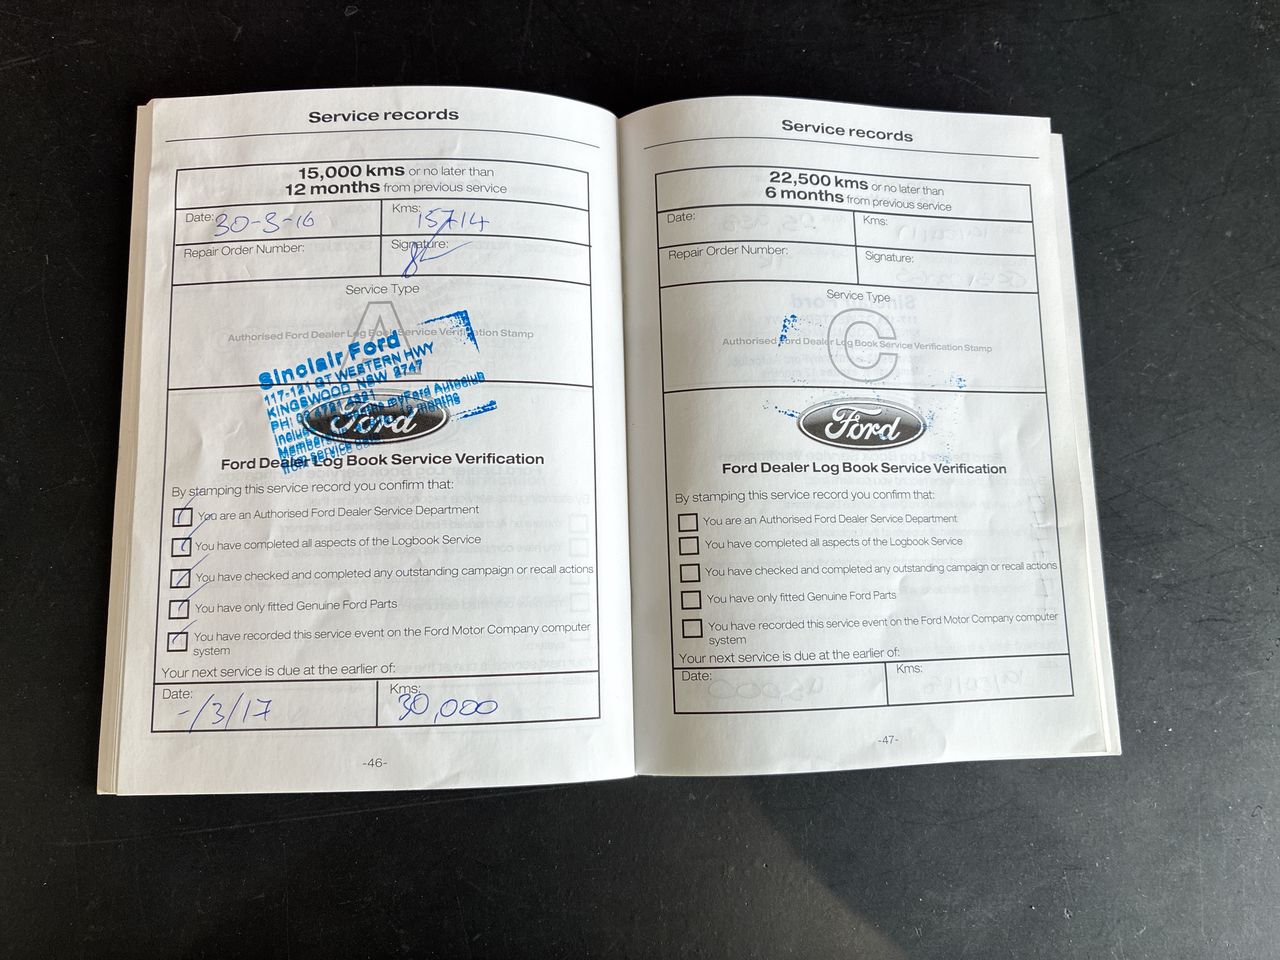 Service records
15,000 kms or no later than
12 months from previous service
Date: 30-3-16
Kms: 15714
Repair Order Number:
Signature:
Service Type
A
Authorised Ford Dealer Log Book Service Verification Stamp
Sinclair Ford
117-121 GT WESTERN HWY
KINGSWOOD NSW 2747
Ford
Ford Dealer Log Book Service Verification
By stamping this service record you confirm that:
You are an Authorised Ford Dealer Service Department
You have completed all aspects of the Logbook Service
You have checked and completed any outstanding campaign or recall actions
You have only fitted Genuine Ford Parts
You have recorded this service event on the Ford Motor Company computer
system
Your next service is due at the earlier of:
Date: -/3/17
Kms: 30,000
-46-
Service records
22,500 kms or no later than
6 months from previous service
Date:
Kms:
Repair Order Number:
Signature:
Service Type
C
Authorised Ford Dealer Log Book Service Verification Stamp
Ford
Ford Dealer Log Book Service Verification
By stamping this service record you confirm that:
You are an Authorised Ford Dealer Service Department
You have completed all aspects of the Logbook Service
You have checked and completed any outstanding campaign or recall actions
You have only fitted Genuine Ford Parts
You have recorded this service event on the Ford Motor Company computer
system
Your next service is due at the earlier of:
Date:
Kms:
-47-